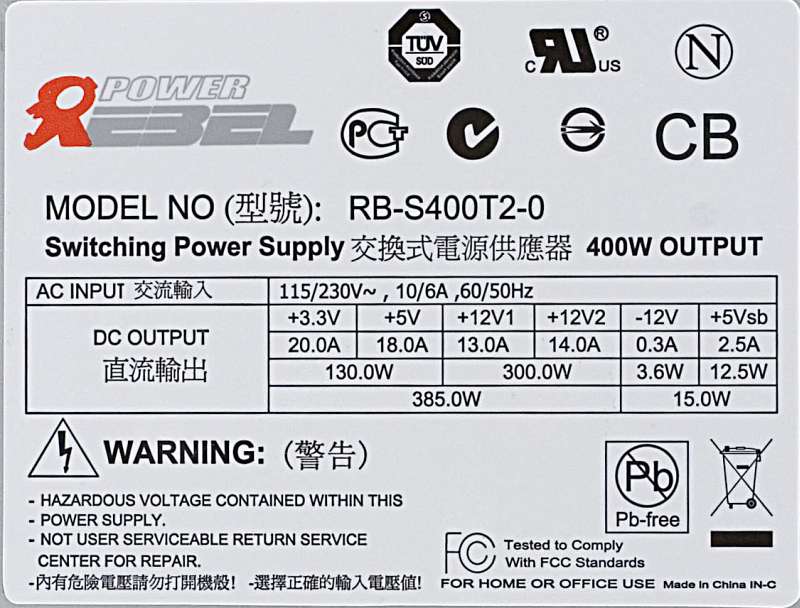 TÜV
SÜD
c RU ® US
N
POWER
REBEL
PCT
CB
MODEL NO (型號): RB-S400T2-0
Switching Power Supply 交換式電源供應器 400W OUTPUT
AC INPUT 交流輸入 115/230V~ , 10/6A ,60/50Hz
DC OUTPUT
直流輸出
+3.3V +5V +12V1 +12V2 -12V +5Vsb
20.0A 18.0A 13.0A 14.0A 0.3A 2.5A
130.0W 300.0W 3.6W 12.5W
385.0W 15.0W
WARNING: (警告)
- HAZARDOUS VOLTAGE CONTAINED WITHIN THIS
- POWER SUPPLY.
- NOT USER SERVICEABLE RETURN SERVICE
CENTER FOR REPAIR.
-內有危險電壓請勿打開機殼! -選擇正確的輸入電壓值!
Pb
Pb-free
FC Tested to Comply
With FCC Standards
FOR HOME OR OFFICE USE Made In China IN-C